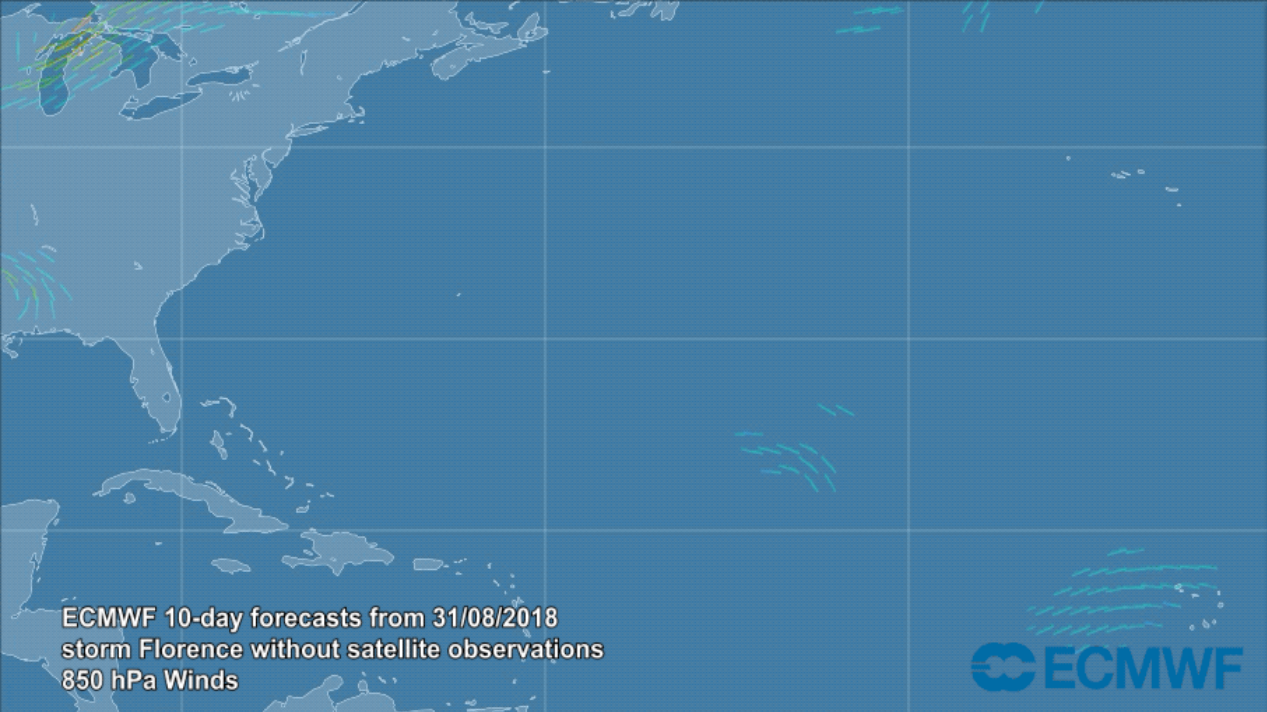 ECMWF 10-day forecasts from 31/08/2018
storm Florence without satellite observations
850 hPa Winds
ECMWF